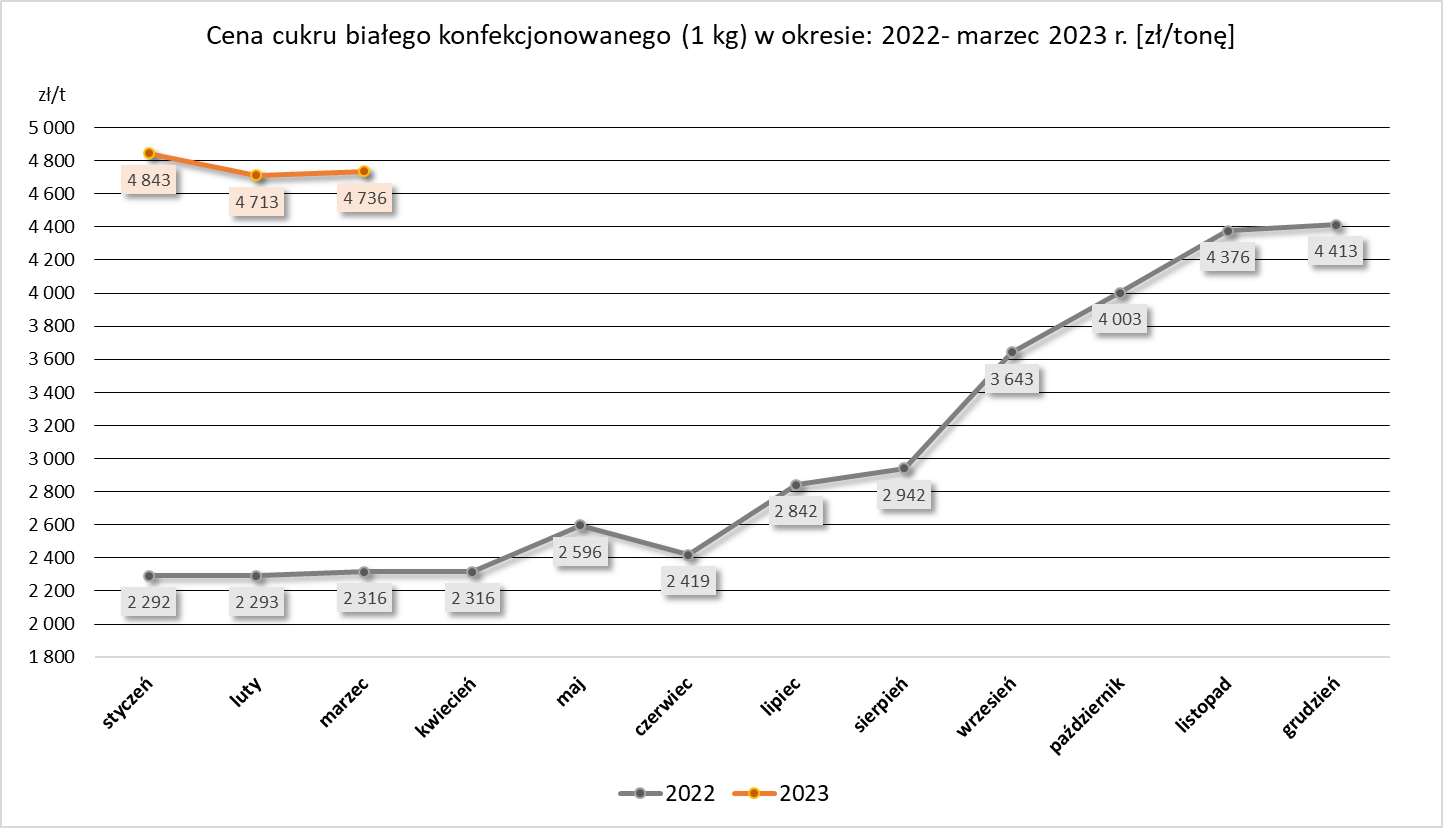 Cena cukru białego konfekcjonowanego (1 kg) w okresie: 2022- marzec 2023 r. [zł/tonę]
zł/t
5 000
4 800
4 600
4 400
4 200
4 000
3 800
3 600
3 400
3 200
3 000
2 800
2 600
2 400
2 200
2 000
1 800
4 843
4 713
4 736
2 292
2 293
2 316
2 316
2 596
2 419
2 842
2 942
3 643
4 003
4 376
4 413
styczeń
luty
marzec
kwiecień
maj
czerwiec
lipiec
sierpień
wrzesień
październik
listopad
grudzień
2022
2023